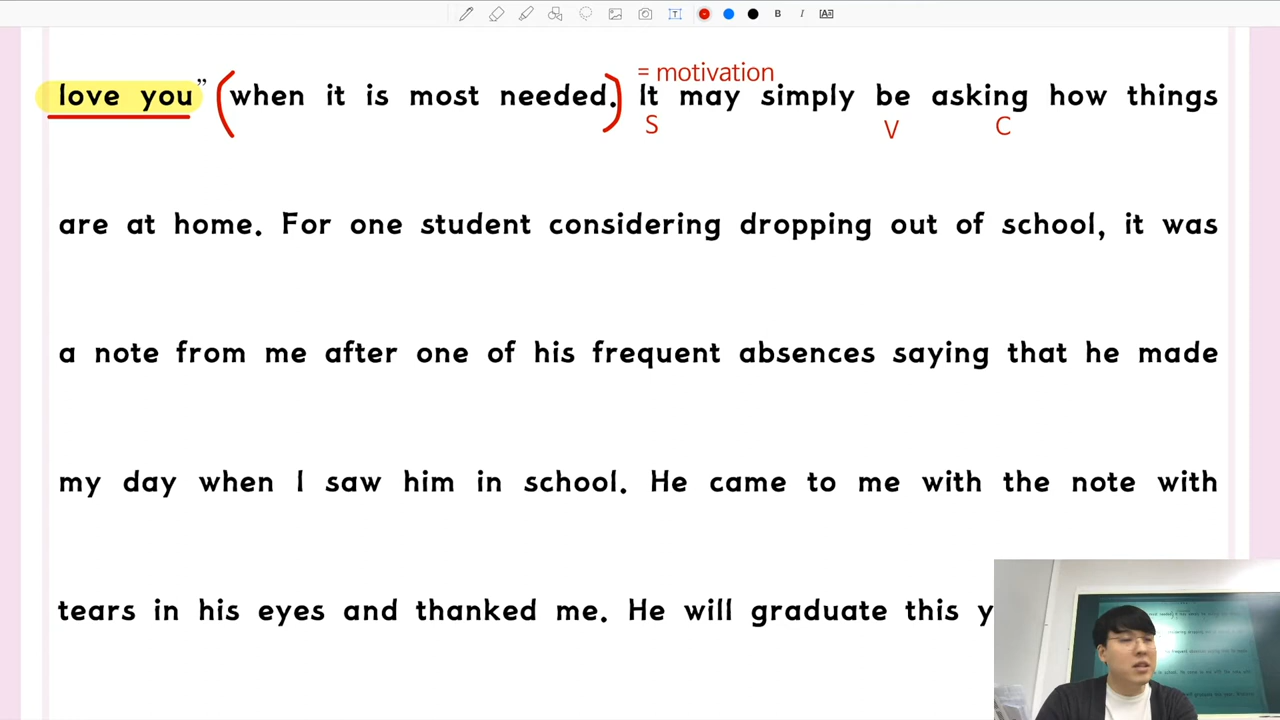 = motivation
love you” (when it is most needed.) It may simply be asking how things
S V C
are at home. For one student considering dropping out of school, it was
a note from me after one of his frequent absences saying that he made
my day when I saw him in school. He came to me with the note with
tears in his eyes and thanked me. He will graduate this y